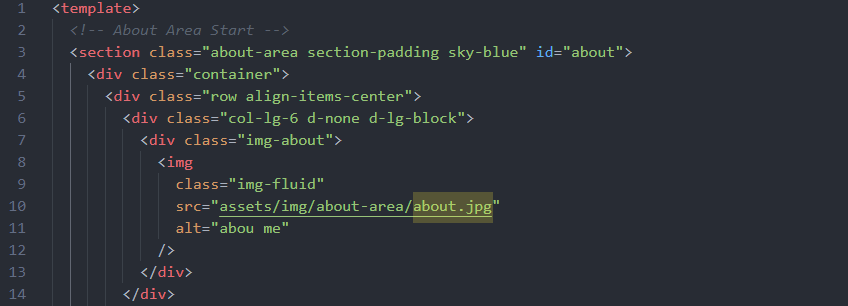 1 <template>
2 <!-- About Area Start -->
3 <section class="about-area section-padding sky-blue" id="about">
4 <div class="container">
5 <div class="row align-items-center">
6 <div class="col-lg-6 d-none d-lg-block">
7 <div class="img-about">
8 <img
9 class="img-fluid"
10 src="assets/img/about-area/about.jpg"
11 alt="abou me"
12 />
13 </div>
14 </div>